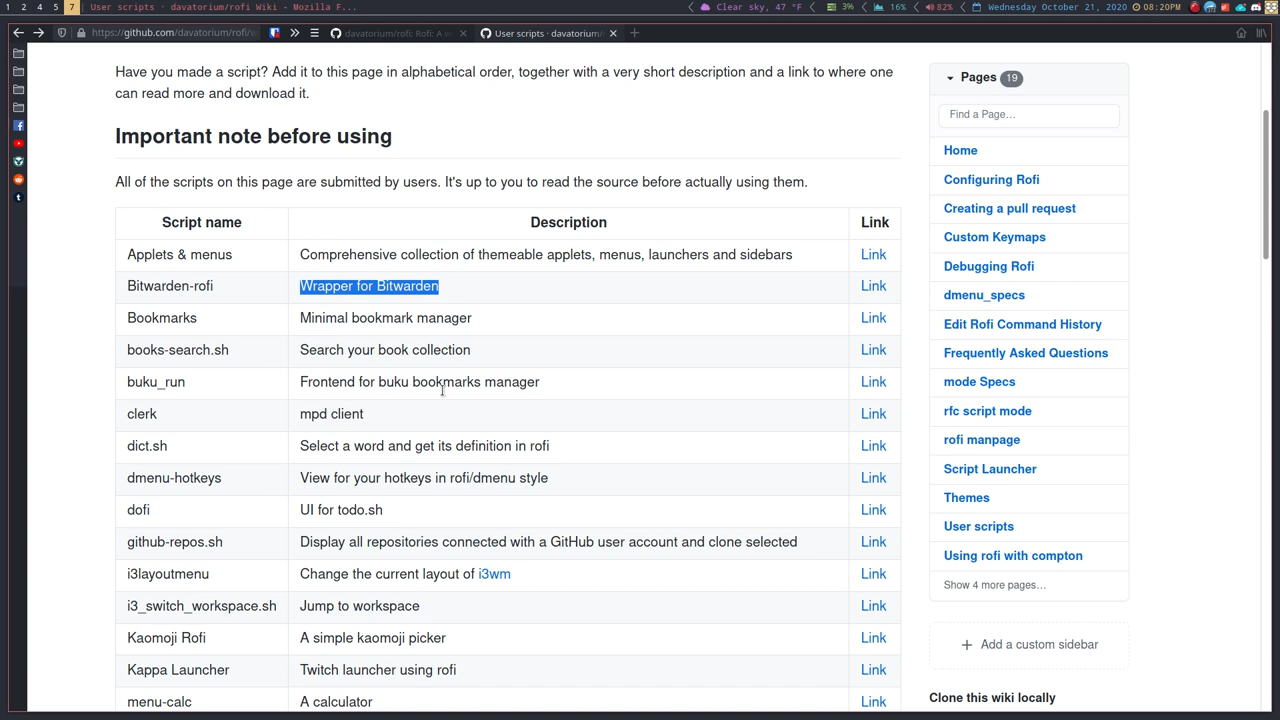 1 2 4 5 7 User scripts · davatorium/rofi Wiki - Mozilla F... Clear sky, 47 °F 3% 16% 82% Wednesday October 21, 2020 08:20PM
https://github.com/davatorium/rofi/ davatorium/rofi: Rofi: A User scripts · davatorium
Have you made a script? Add it to this page in alphabetical order, together with a very short description and a link to where one
can read more and download it.
Important note before using
All of the scripts on this page are submitted by users. It's up to you to read the source before actually using them.
Script name Description Link
Applets & menus Comprehensive collection of themeable applets, menus, launchers and sidebars Link
Bitwarden-rofi Wrapper for Bitwarden Link
Bookmarks Minimal bookmark manager Link
books-search.sh Search your book collection Link
buku_run Frontend for buku bookmarks manager Link
clerk mpd client Link
dict.sh Select a word and get its definition in rofi Link
dmenu-hotkeys View for your hotkeys in rofi/dmenu style Link
dofi UI for todo.sh Link
github-repos.sh Display all repositories connected with a GitHub user account and clone selected Link
i3layoutmenu Change the current layout of i3wm Link
i3_switch_workspace.sh Jump to workspace Link
Kaomoji Rofi A simple kaomoji picker Link
Kappa Launcher Twitch launcher using rofi Link
menu-calc A calculator Link
Pages 19
Find a Page…
Home
Configuring Rofi
Creating a pull request
Custom Keymaps
Debugging Rofi
dmenu_specs
Edit Rofi Command History
Frequently Asked Questions
mode Specs
rfc script mode
rofi manpage
Script Launcher
Themes
User scripts
Using rofi with compton
Show 4 more pages…
+ Add a custom sidebar
Clone this wiki locally